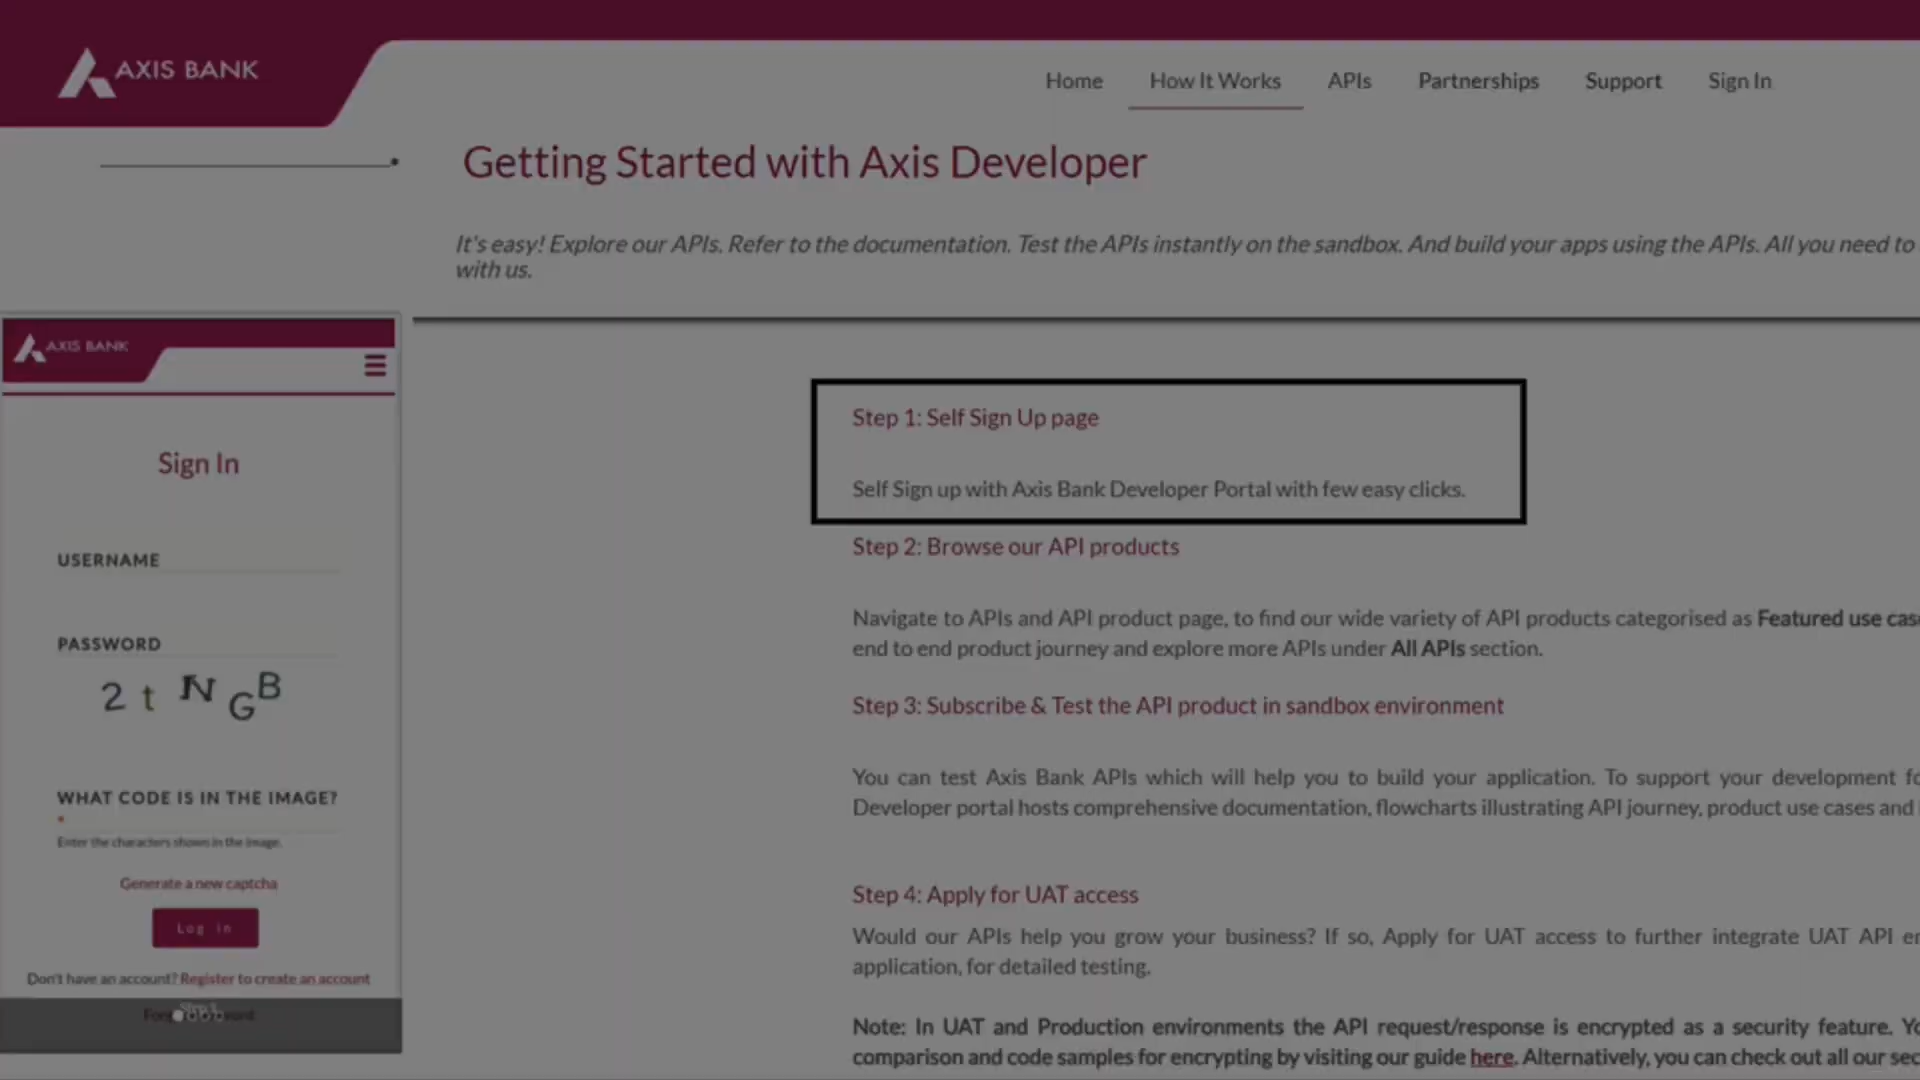 AXIS BANK
Home How It Works APIs Partnerships Support Sign In
Getting Started with Axis Developer
It's easy! Explore our APIs. Refer to the documentation. Test the APIs instantly on the sandbox. And build your apps using the APIs. All you need to
with us.
AXIS BANK
Sign In
USERNAME
PASSWORD
2 t N G B
WHAT CODE IS IN THE IMAGE?
*
Enter the characters shown in the image.
Generate a new captcha
Log in
Don't have an account? Register to create an account
Step 1: Self Sign Up page
Self Sign up with Axis Bank Developer Portal with few easy clicks.
Step 2: Browse our API products
Navigate to APIs and API product page, to find our wide variety of API products categorised as Featured use cas
end to end product journey and explore more APIs under All APIs section.
Step 3: Subscribe & Test the API product in sandbox environment
You can test Axis Bank APIs which will help you to build your application. To support your development fo
Developer portal hosts comprehensive documentation, flowcharts illustrating API journey, product use cases and
Step 4: Apply for UAT access
Would our APIs help you grow your business? If so, Apply for UAT access to further integrate UAT API en
application, for detailed testing.
Note: In UAT and Production environments the API request/response is encrypted as a security feature. Yo
comparison and code samples for encrypting by visiting our guide here. Alternatively, you can check out all our sec